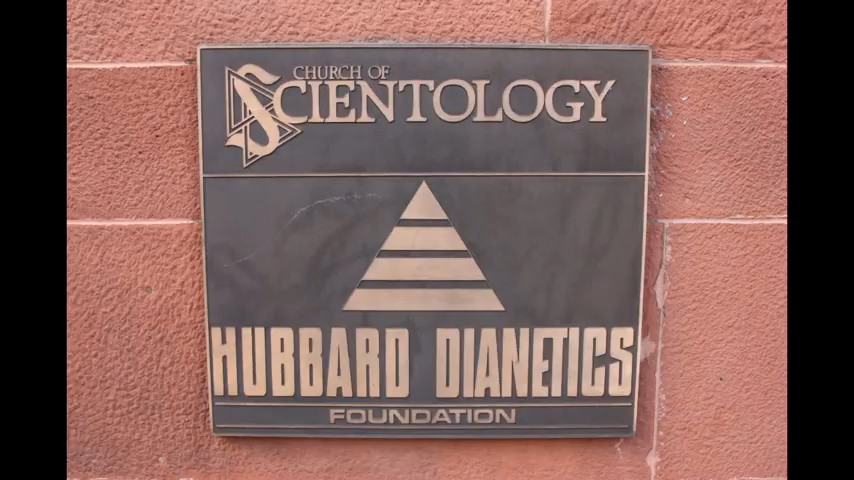 CHURCH OF
SCIENTOLOGY
HUBBARD DIANETICS
FOUNDATION